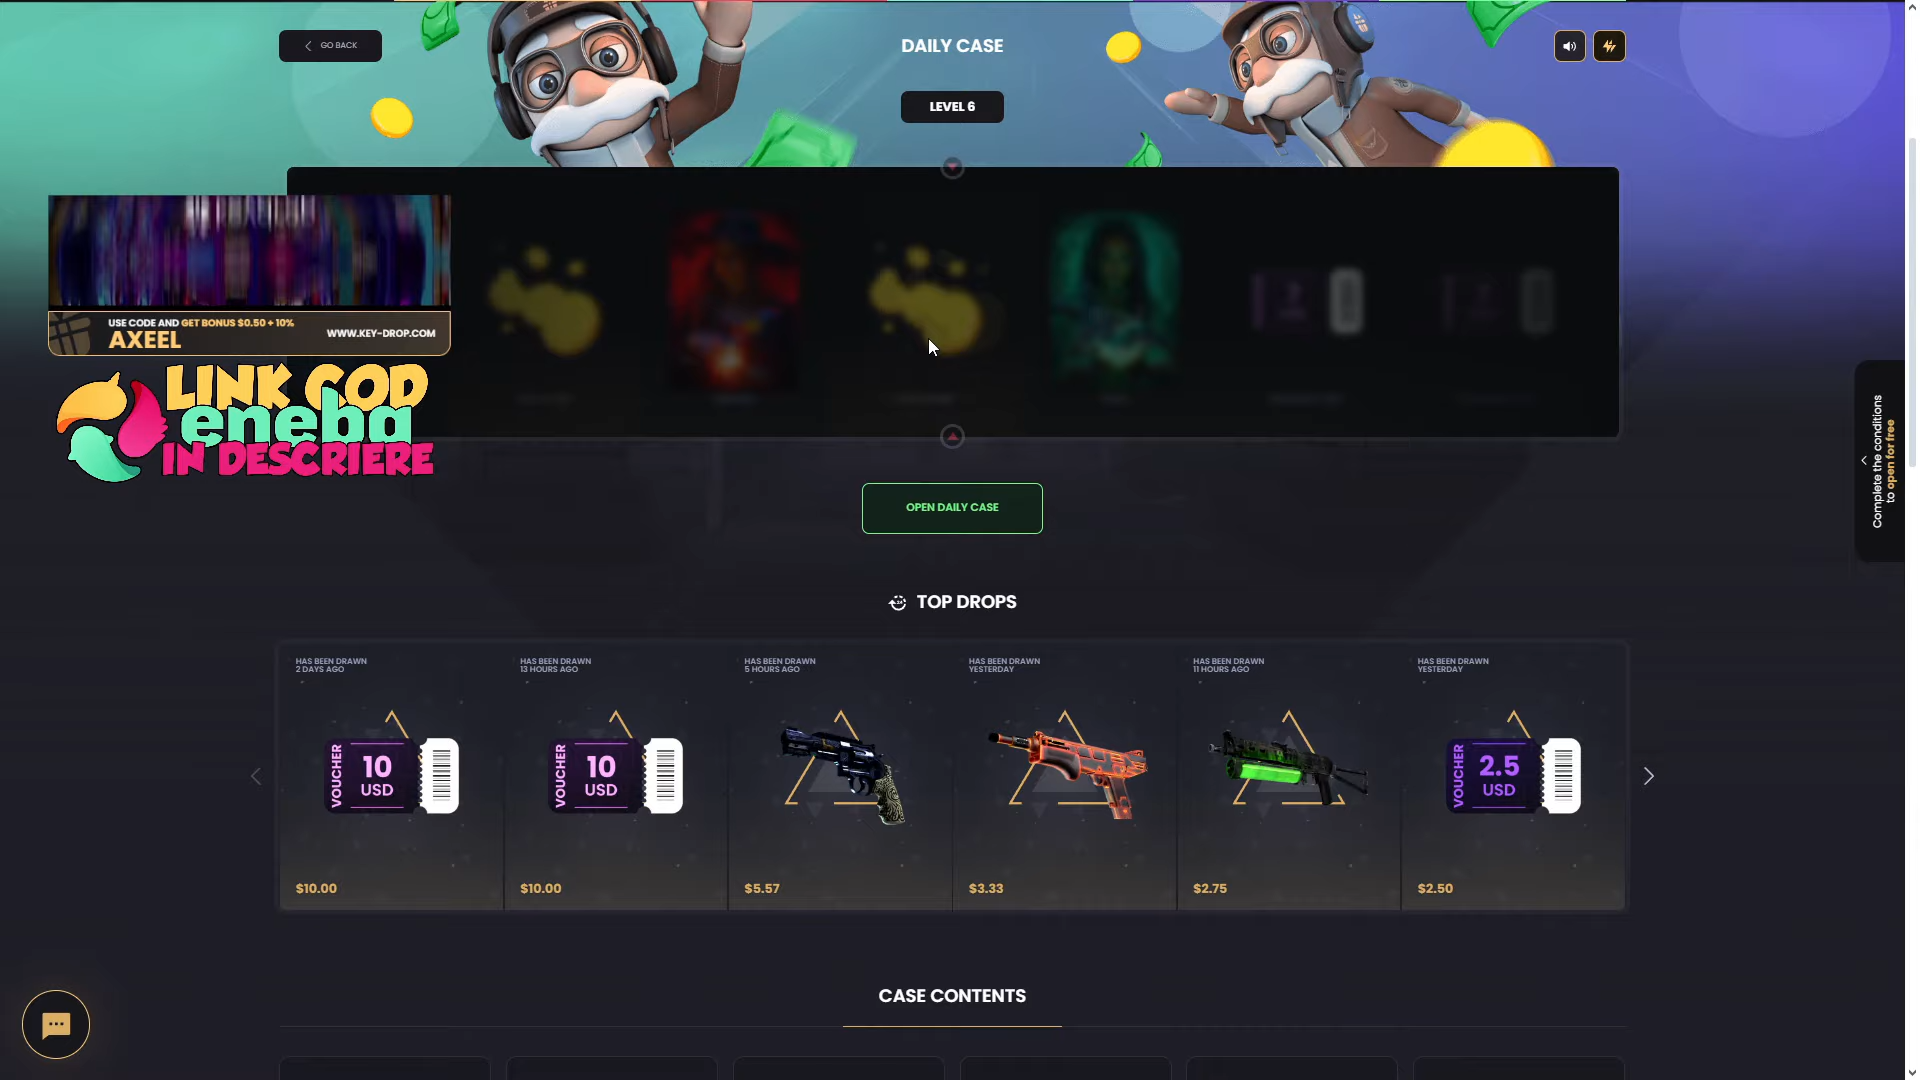 GO BACK
DAILY CASE
LEVEL 6
USE CODE AND GET BONUS $0.50 + 10%
AXEEL
WWW.KEY-DROP.COM
LINK COD
eneba
IN DESCRIERE
Complete the conditions
to open for free
OPEN DAILY CASE
TOP DROPS
HAS BEEN DRAWN
2 DAYS AGO
VOUCHER
10
USD
$10.00
HAS BEEN DRAWN
13 HOURS AGO
VOUCHER
10
USD
$10.00
HAS BEEN DRAWN
5 HOURS AGO
$5.57
HAS BEEN DRAWN
YESTERDAY
$3.33
HAS BEEN DRAWN
11 HOURS AGO
$2.75
HAS BEEN DRAWN
YESTERDAY
VOUCHER
2.5
USD
$2.50
CASE CONTENTS